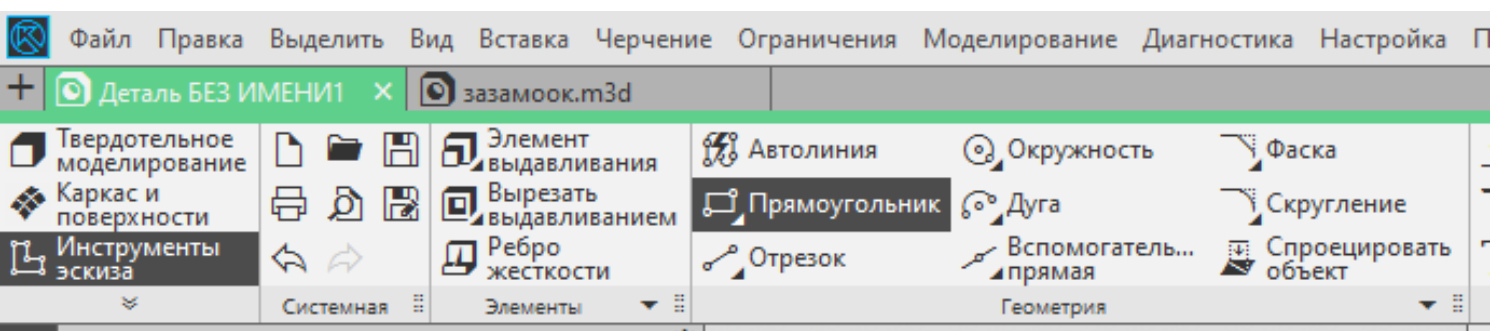 Файл Правка Выделить Вид Вставка Черчение Ограничения Моделирование Диагностика Настройка
Деталь БЕЗ ИМЕНИ1 зазамоок.m3d
Твердотельное
моделирование
Каркас и
поверхности
Инструменты
эскиза
Системная
Элемент
выдавливания
Вырезать
выдавливанием
Ребро
жесткости
Элементы
Автолиния
Прямоугольник
Отрезок
Окружность
Дуга
Вспомогатель...
прямая
Фаска
Скругление
Спроецировать
объект
Геометрия